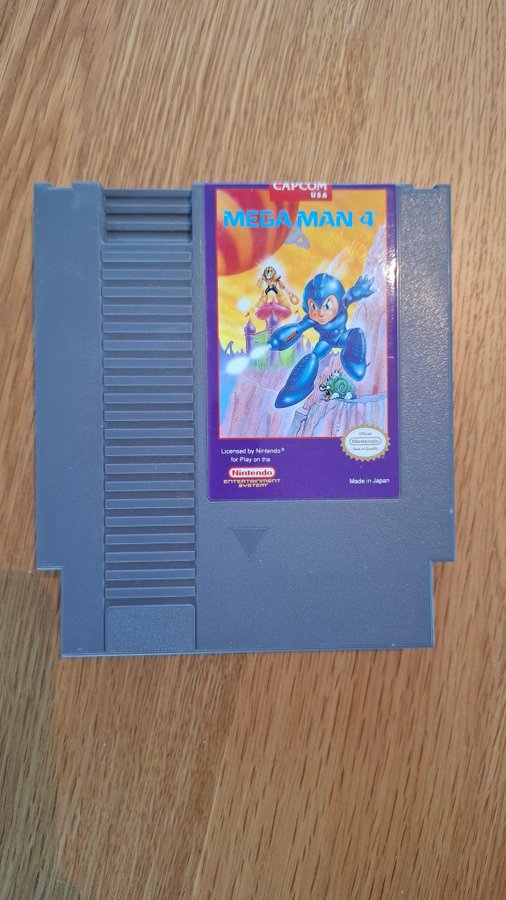 CAPCOM
USA
MEGA MAN 4
Licensed by Nintendo®
for Play on the
Nintendo
ENTERTAINMENT
SYSTEM
Official
Nintendo
Seal of Quality
Made in Japan